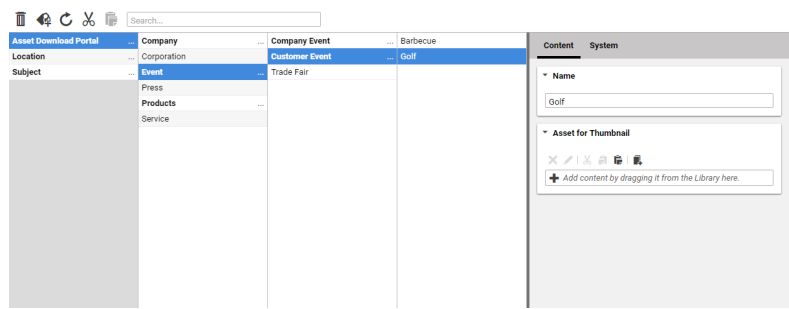 Search...
Asset Download Portal ...
Location ...
Subject ...
Company ...
Corporation
Event ...
Press
Products ...
Service
Company Event ...
Customer Event ...
Trade Fair
Barbecue
Golf
Content System
Name
Golf
Asset for Thumbnail
Add content by dragging it from the Library here.